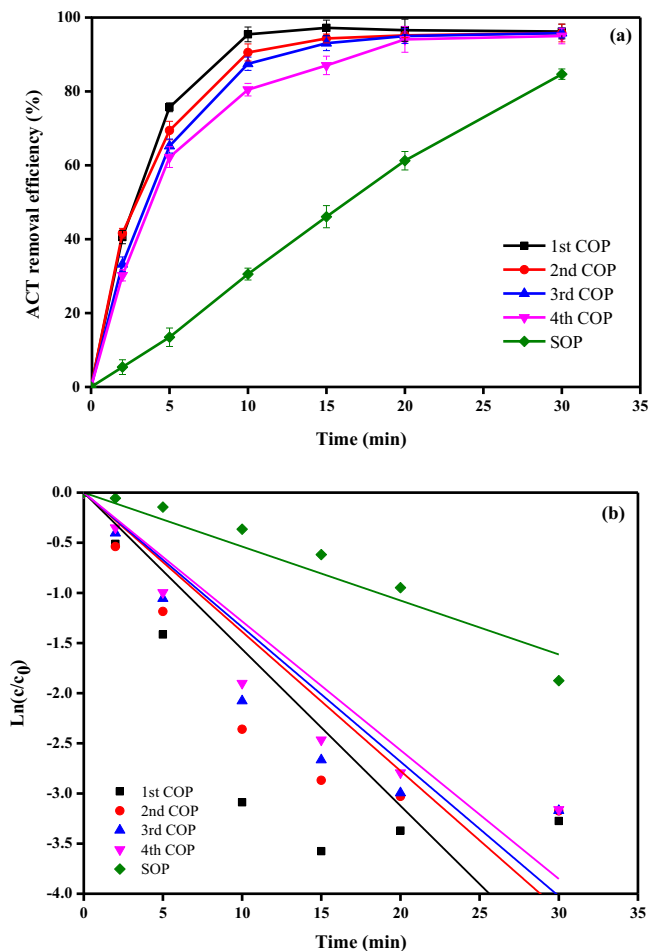 100
80
60
40
20
0
ACT removal efficiency (%)
(a)
1st COP
2nd COP
3rd COP
4th COP
SOP
0 5 10 15 20 25 30 35
Time (min)
0.0
-0.5
-1.0
-1.5
-2.0
-2.5
-3.0
-3.5
-4.0
Ln(c/c0)
(b)
1st COP
2nd COP
3rd COP
4th COP
SOP
0 5 10 15 20 25 30 35
Time (min)